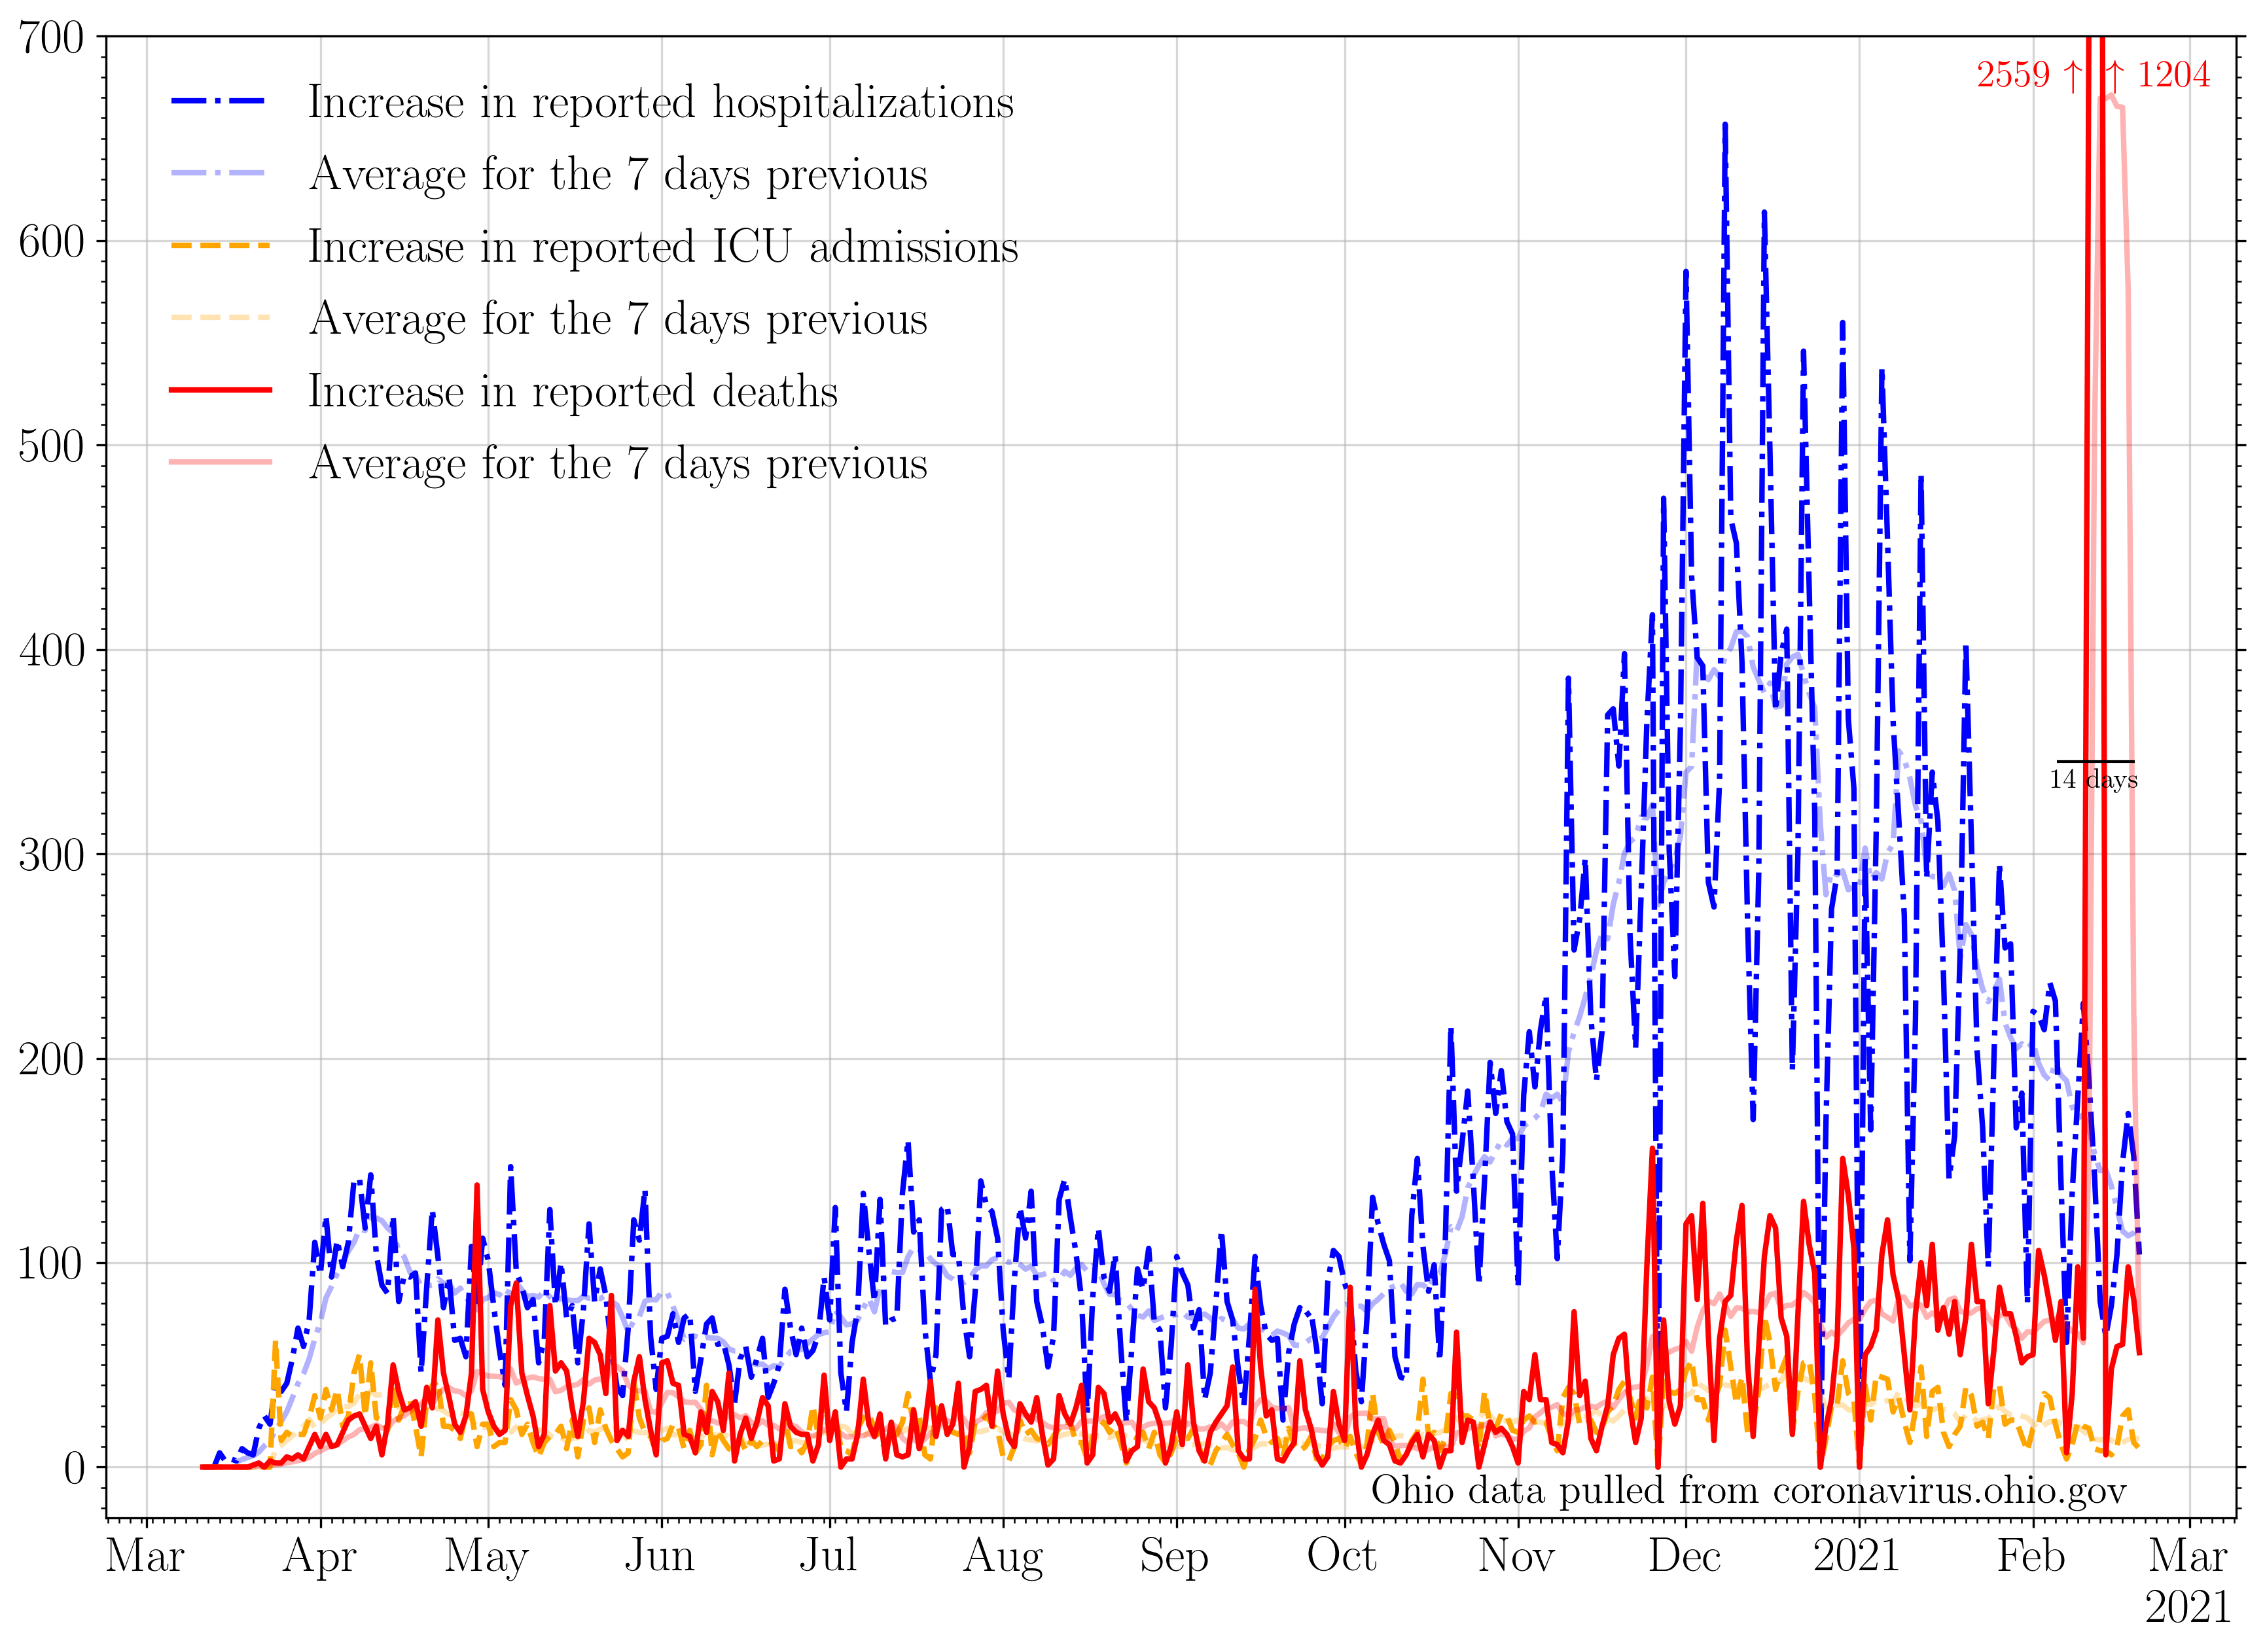 700
600
500
400
300
200
100
0
Increase in reported hospitalizations
Average for the 7 days previous
Increase in reported ICU admissions
Average for the 7 days previous
Increase in reported deaths
Average for the 7 days previous
2559 ↑ ↑ 1204
14 days
Ohio data pulled from coronavirus.ohio.gov
Mar Apr May Jun Jul Aug Sep Oct Nov Dec 2021 Feb Mar
2021